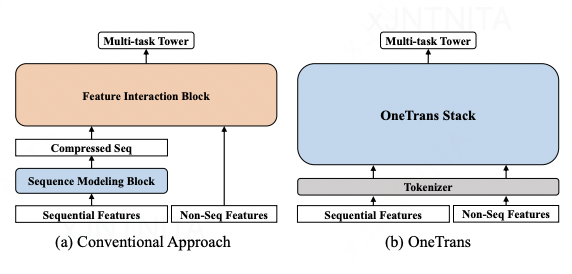 Multi-task Tower
Feature Interaction Block
Compressed Seq
Sequence Modeling Block
Sequential Features
Non-Seq Features
(a) Conventional Approach
Multi-task Tower
OneTrans Stack
Tokenizer
Sequential Features
Non-Seq Features
(b) OneTrans